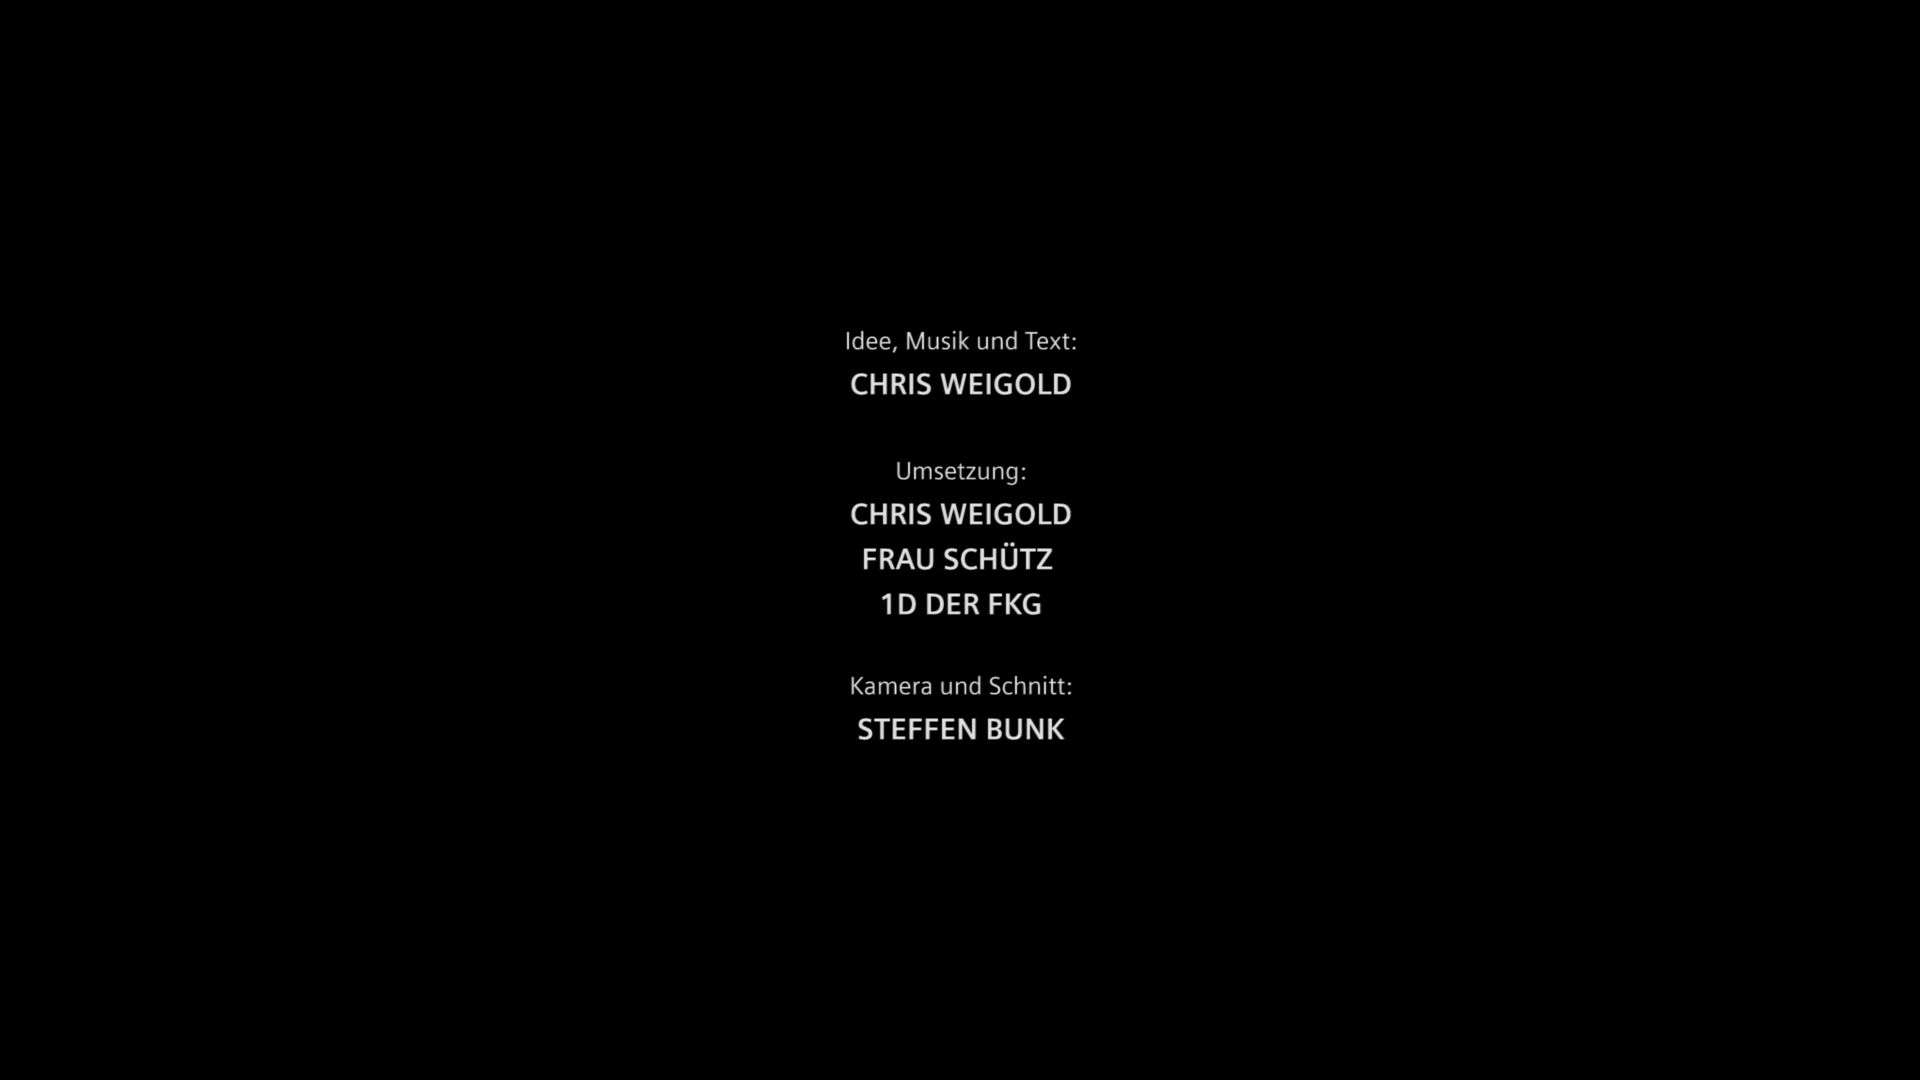 Idee, Musik und Text:
CHRIS WEIGOLD
Umsetzung:
CHRIS WEIGOLD
FRAU SCHÜTZ
1D DER FKG
Kamera und Schnitt:
STEFFEN BUNK